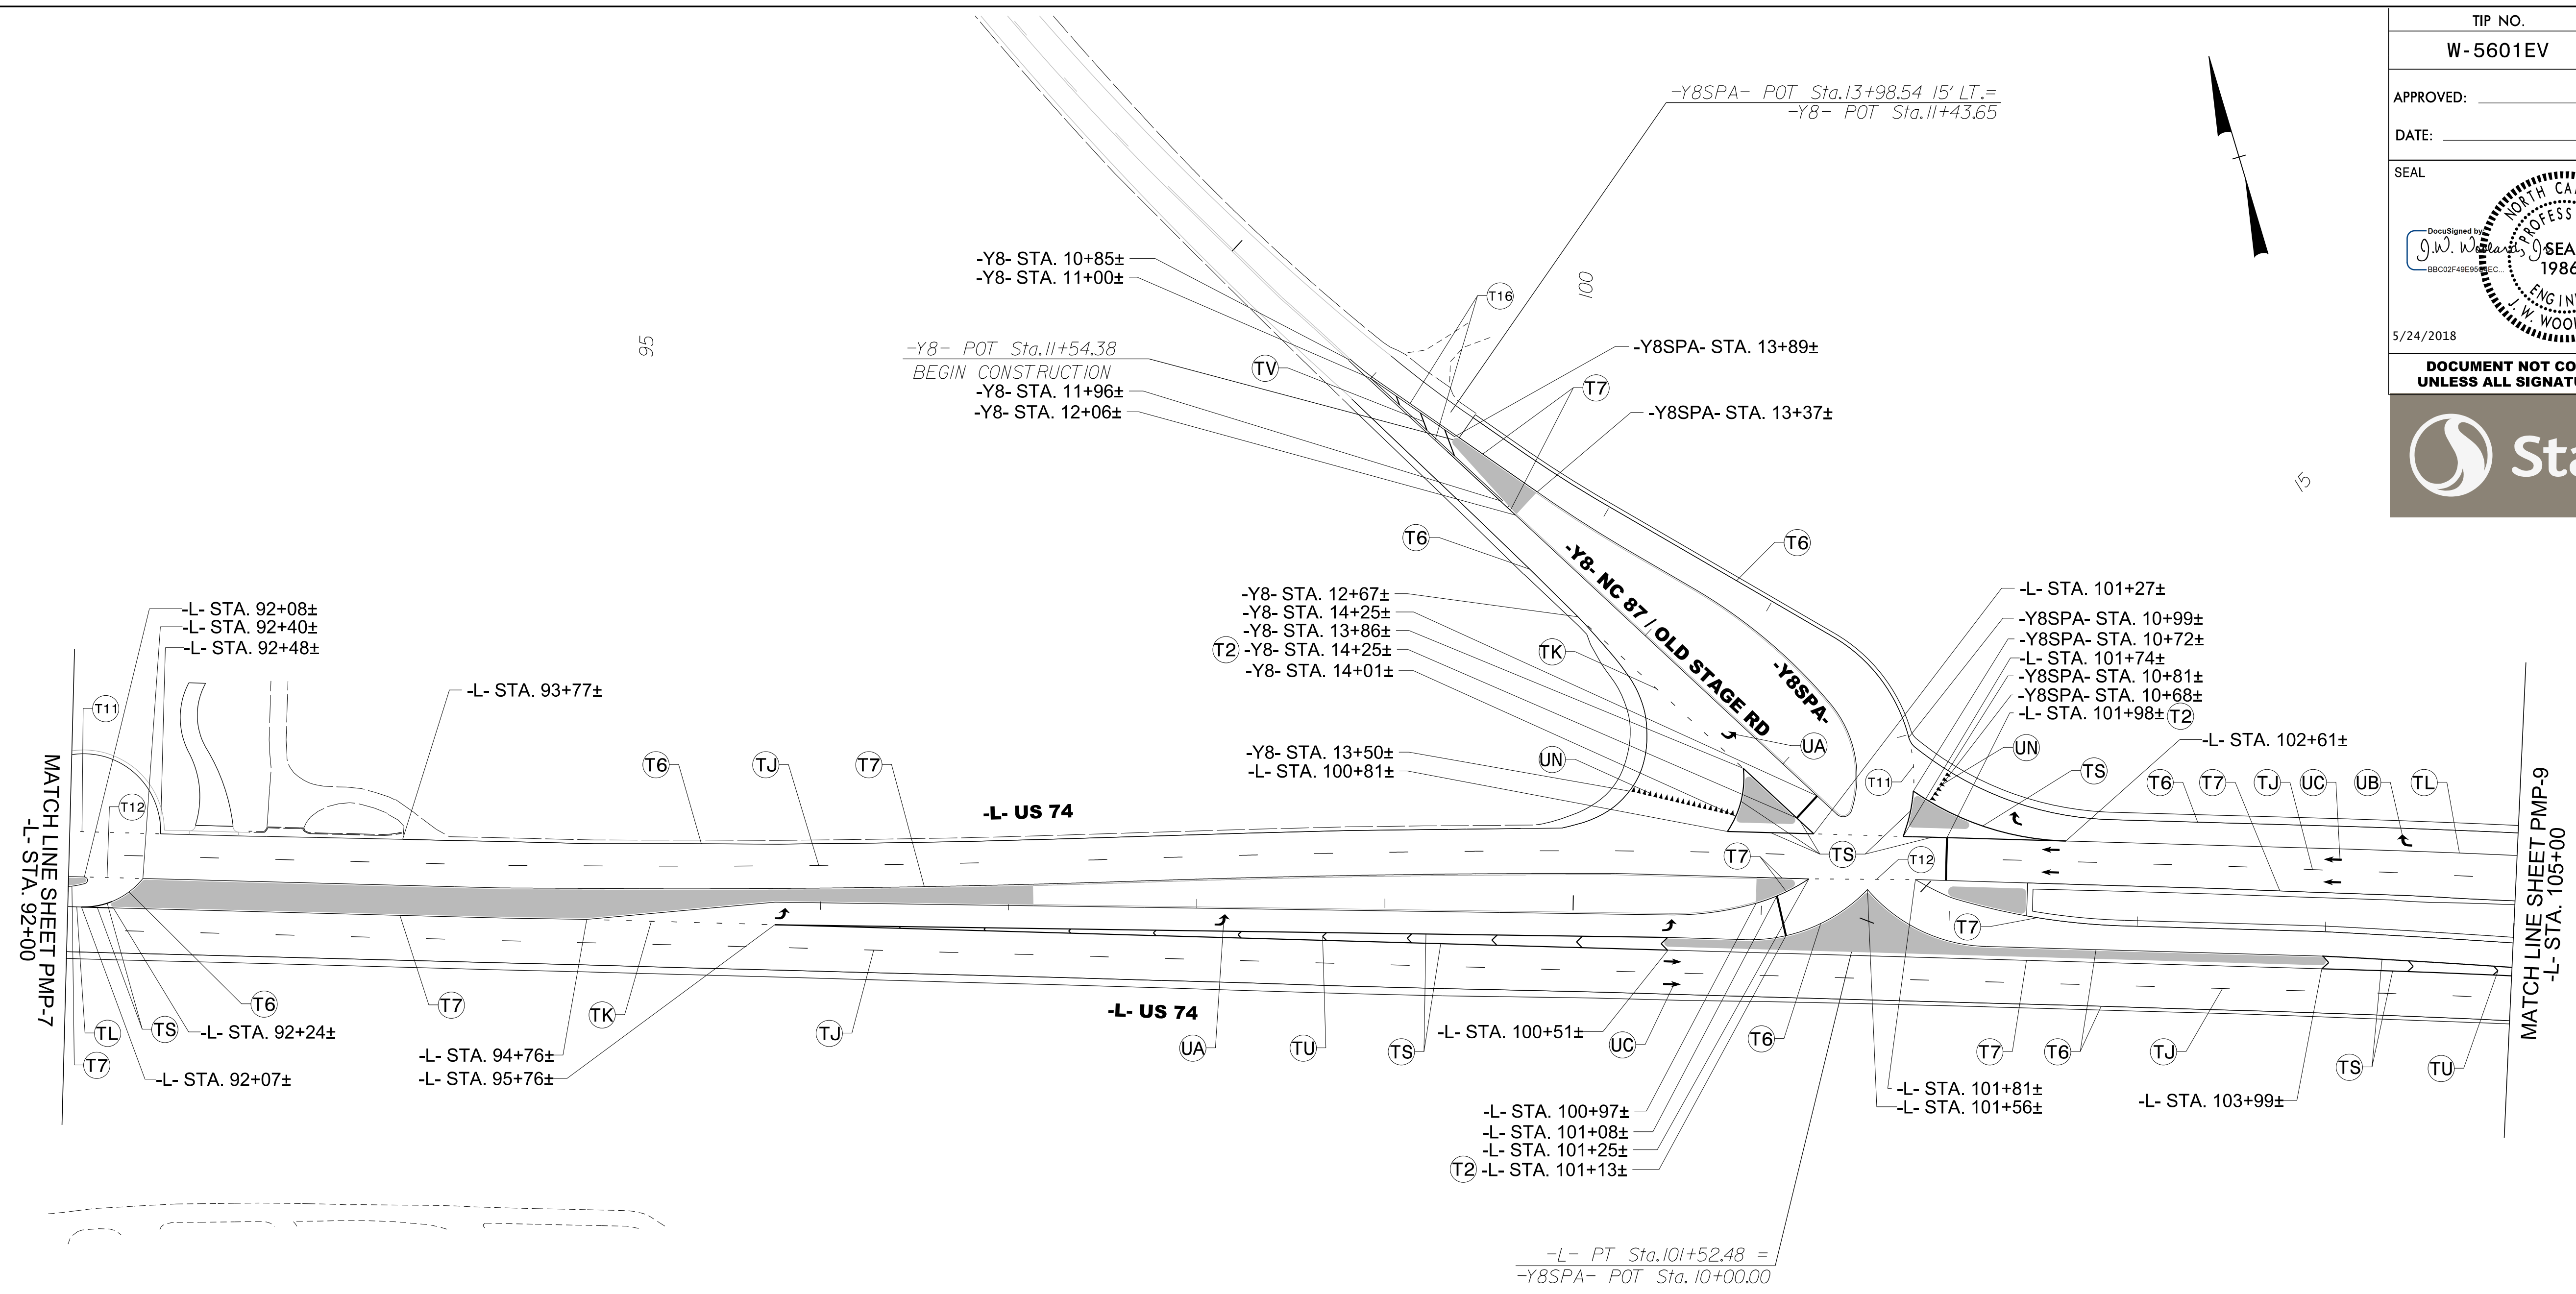 TIP NO.
W-5601EV
APPROVED:
DATE:
SEAL
DocuSigned by
BBC02F49E95
EC...
NORTH
SEA
1986
5/24/2018
DOCUMENT NOT CO
UNLESS ALL SIGNATU
Sta
-Y8SPA- POT Sta.13+98.54 15' LT.=
-Y8- POT Sta.11+43.65
-Y8- STA. 10+85±
-Y8- STA. 11+00±
T16
100
95
-Y8- POT Sta.11+54.38
BEGIN CONSTRUCTION
TV
-Y8SPA- STA. 13+89±
T7
-Y8- STA. 11+96±
-Y8- STA. 12+06±
-Y8SPA- STA. 13+37±
15
T6
T6
-Y8- NC 87 / OLD STAGE RD
-Y8SPA-
-Y8- STA. 12+67±
-Y8- STA. 14+25±
-Y8- STA. 13+86±
T2 -Y8- STA. 14+25±
-Y8- STA. 14+01±
TK
-L- STA. 101+27±
-Y8SPA- STA. 10+99±
-Y8SPA- STA. 10+72±
-L- STA. 101+74±
-Y8SPA- STA. 10+81±
-Y8SPA- STA. 10+68±
-L- STA. 101+98± T2
-L- STA. 92+08±
-L- STA. 92+40±
-L- STA. 92+48±
-L- STA. 93+77±
T11
-Y8- STA. 13+50±
-L- STA. 100+81±
UN
UA
UN
-L- STA. 102+61±
TS
T6
TJ
T7
T11
T6
T7
TJ
UC
UB
TL
T12
-L- US 74
T7
TS
T12
MATCH LINE SHEET PMP-7
-L- STA. 92+00
MATCH LINE SHEET PMP-9
-L- STA. 105+00
T7
TL
TS
-L- STA. 92+24±
T6
T7
TK
TJ
-L- US 74
T7
-L- STA. 92+07±
-L- STA. 94+76±
-L- STA. 95+76±
UA
TU
TS
-L- STA. 100+51±
UC
T6
T7
T6
TJ
TS
TU
-L- STA. 101+81±
-L- STA. 101+56±
-L- STA. 103+99±
-L- STA. 100+97±
-L- STA. 101+08±
-L- STA. 101+25±
T2 -L- STA. 101+13±
-L- PT Sta.101+52.48 =
-Y8SPA- POT Sta.10+00.00